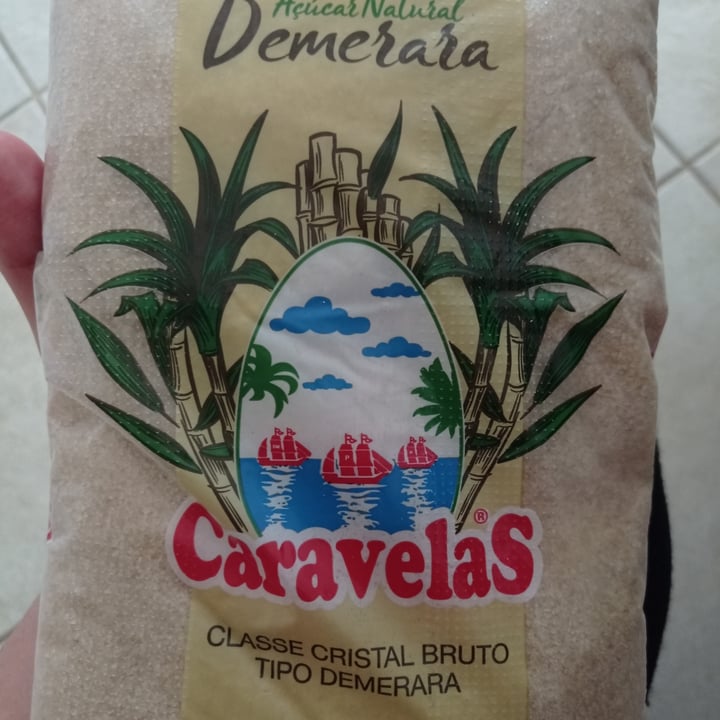 Açúcar Natural
Demerara
Caravelas®
CLASSE CRISTAL BRUTO
TIPO DEMERARA